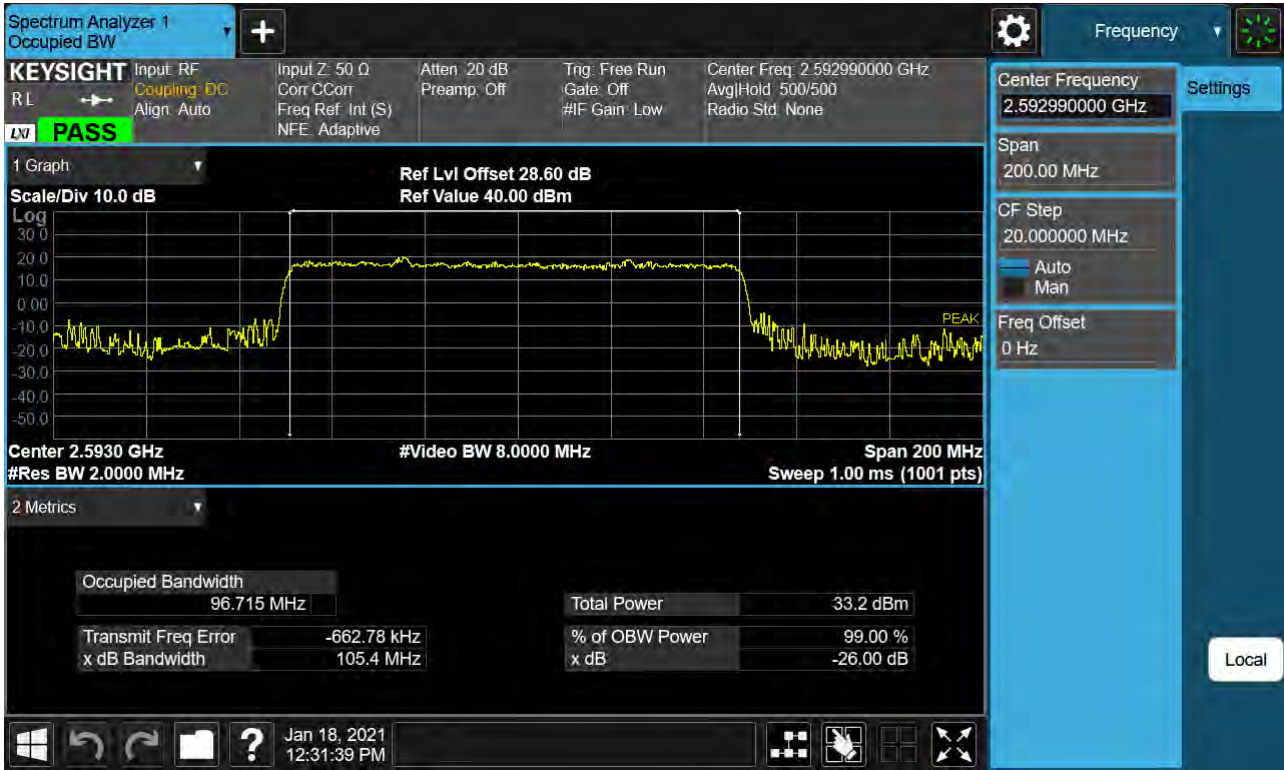 Spectrum Analyzer 1
Occupied BW
Frequency
KEYSIGHT
RL
LXI
PASS
Input: RF
Coupling: DC
Align: Auto
Input Z: 50 Ω
Corr CCorr
Freq Ref: Int (S)
NFE: Adaptive
Atten: 20 dB
Preamp: Off
Trig: Free Run
Gate: Off
#IF Gain: Low
Center Freq: 2.592990000 GHz
Avg|Hold: 500/500
Radio Std: None
Center Frequency
2.592990000 GHz
Settings
Span
200.00 MHz
CF Step
20.000000 MHz
Auto
Man
Freq Offset
0 Hz
Local
1 Graph
Scale/Div 10.0 dB
Ref Lvl Offset 28.60 dB
Ref Value 40.00 dBm
Log
30.0
20.0
10.0
0.00
-10.0
-20.0
-30.0
-40.0
-50.0
PEAK
Center 2.5930 GHz
#Video BW 8.0000 MHz
Span 200 MHz
#Res BW 2.0000 MHz
Sweep 1.00 ms (1001 pts)
2 Metrics
Occupied Bandwidth
96.715 MHz
Total Power 33.2 dBm
Transmit Freq Error -662.78 kHz
% of OBW Power 99.00 %
x dB Bandwidth 105.4 MHz
x dB -26.00 dB
Jan 18, 2021
12:31:39 PM